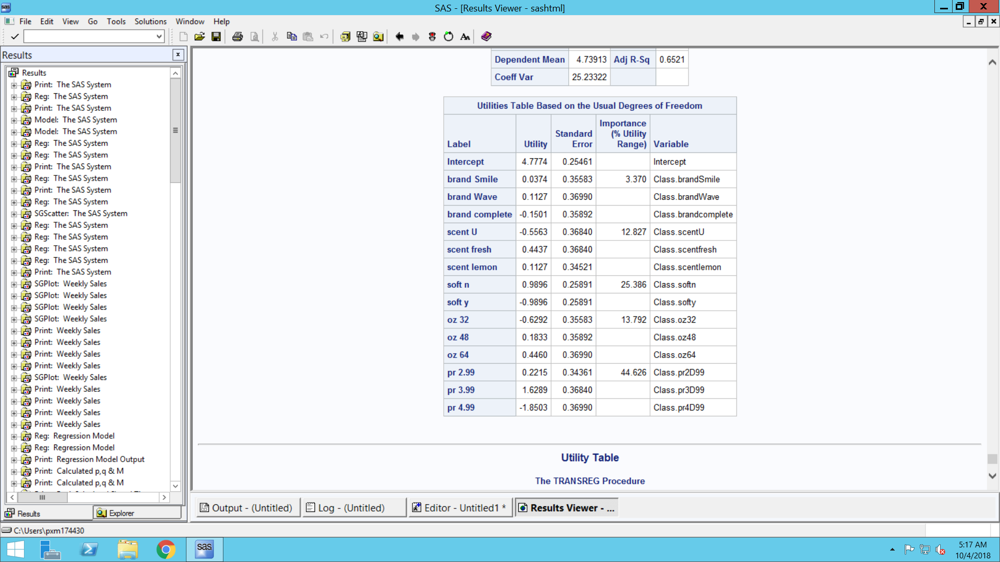 SAS - [Results Viewer - sashtml]
File Edit View Go Tools Solutions Window Help
Results
Results
Print: The SAS System
Reg: The SAS System
Print: The SAS System
Model: The SAS System
Model: The SAS System
Reg: The SAS System
Reg: The SAS System
Print: The SAS System
Reg: The SAS System
Print: The SAS System
Reg: The SAS System
SGScatter: The SAS System
Reg: The SAS System
Reg: The SAS System
Reg: The SAS System
Reg: The SAS System
Print: The SAS System
SGPlot: Weekly Sales
SGPlot: Weekly Sales
SGPlot: Weekly Sales
SGPlot: Weekly Sales
Print: Weekly Sales
Print: Weekly Sales
Print: Weekly Sales
Print: Weekly Sales
SGPlot: Weekly Sales
Print: Weekly Sales
Print: Weekly Sales
Print: Weekly Sales
Print: Weekly Sales
Reg: Regression Model
Reg: Regression Model
Print: Regression Model Output
Print: Calculated p,q & M
Print: Calculated p,q & M
Results Explorer
Dependent Mean 4.73913 Adj R-Sq 0.6521
Coeff Var 25.23322
Utilities Table Based on the Usual Degrees of Freedom
Label Utility Standard Error Importance (% Utility Range) Variable
Intercept 4.7774 0.25461 Intercept
brand Smile 0.0374 0.35583 3.370 Class.brandSmile
brand Wave 0.1127 0.36990 Class.brandWave
brand complete -0.1501 0.35892 Class.brandcomplete
scent U -0.5563 0.36840 12.827 Class.scentU
scent fresh 0.4437 0.36840 Class.scentfresh
scent lemon 0.1127 0.34521 Class.scentlemon
soft n 0.9896 0.25891 25.386 Class.softn
soft y -0.9896 0.25891 Class.softy
oz 32 -0.6292 0.35583 13.792 Class.oz32
oz 48 0.1833 0.35892 Class.oz48
oz 64 0.4460 0.36990 Class.oz64
pr 2.99 0.2215 0.34361 44.626 Class.pr2D99
pr 3.99 1.6289 0.36840 Class.pr3D99
pr 4.99 -1.8503 0.36990 Class.pr4D99
Utility Table
The TRANSREG Procedure
Output - (Untitled) Log - (Untitled) Editor - Untitled1 * Results Viewer - ...
C:\Users\pxm174430
sas
5:17 AM
10/4/2018